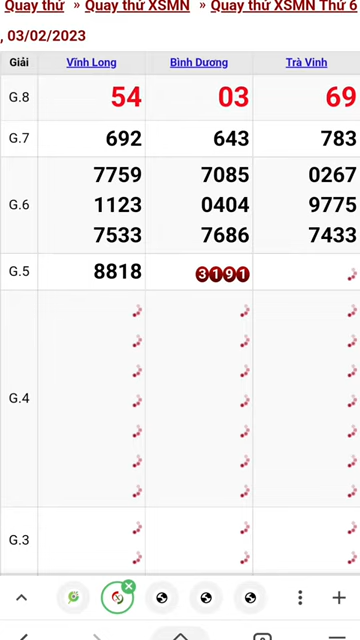 Quay thử » Quay thử XSMN » Quay thử XSMN Thứ 6
, 03/02/2023
Giải Vĩnh Long Bình Dương Trà Vinh
G.8 54 03 69
G.7 692 643 783
G.6 7759 7085 0267
1123 0404 9775
7533 7686 7433
G.5 8818 3191
G.4
G.3